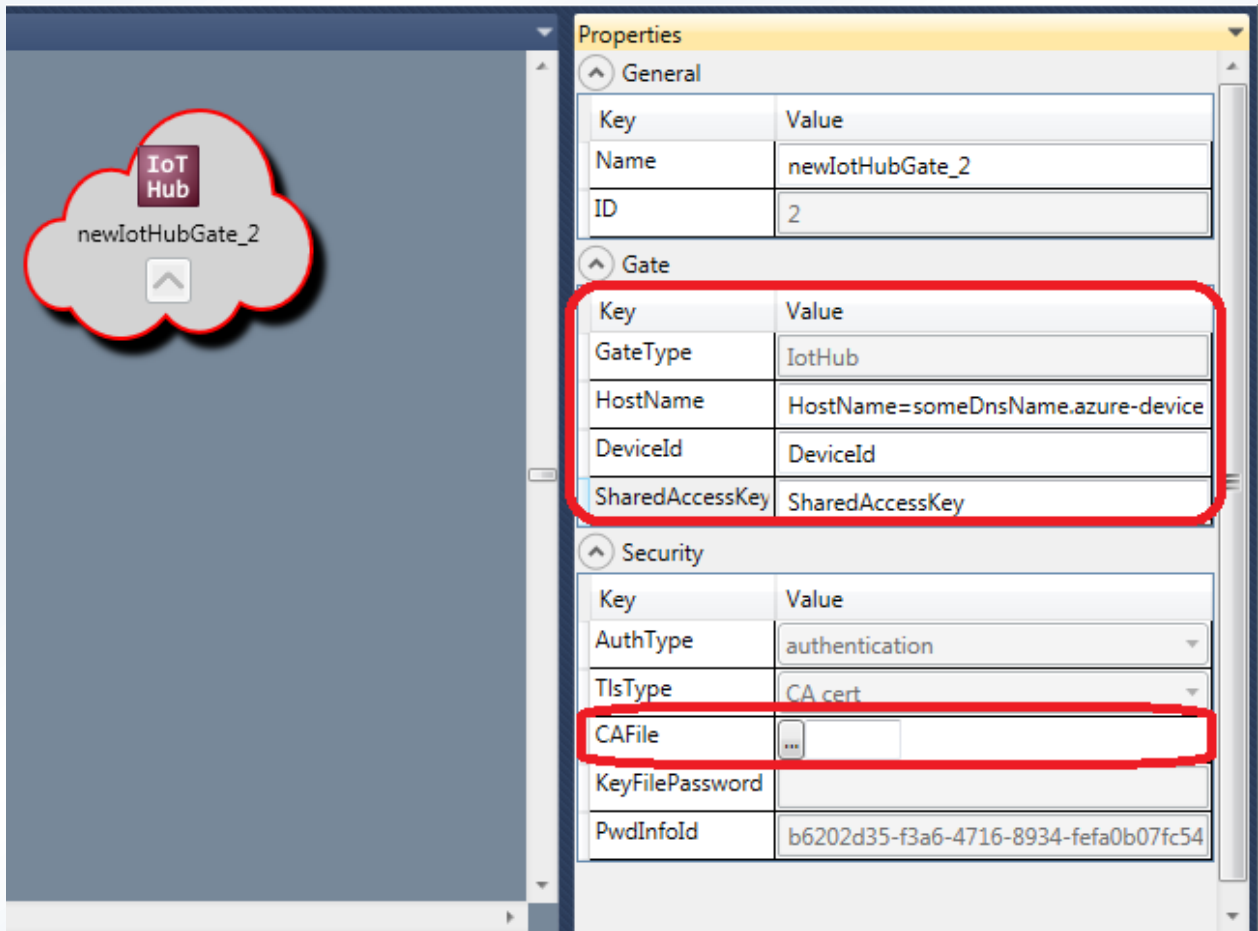 IoT
Hub
newIotHubGate_2
Properties
General
Key Value
Name newIotHubGate_2
ID 2
Gate
Key Value
GateType IotHub
HostName HostName=someDnsName.azure-device
DeviceId DeviceId
SharedAccessKey SharedAccessKey
Security
Key Value
AuthType authentication
TlsType CA cert
CAFile ...
KeyFilePassword
PwdInfoId b6202d35-f3a6-4716-8934-fefa0b07fc54